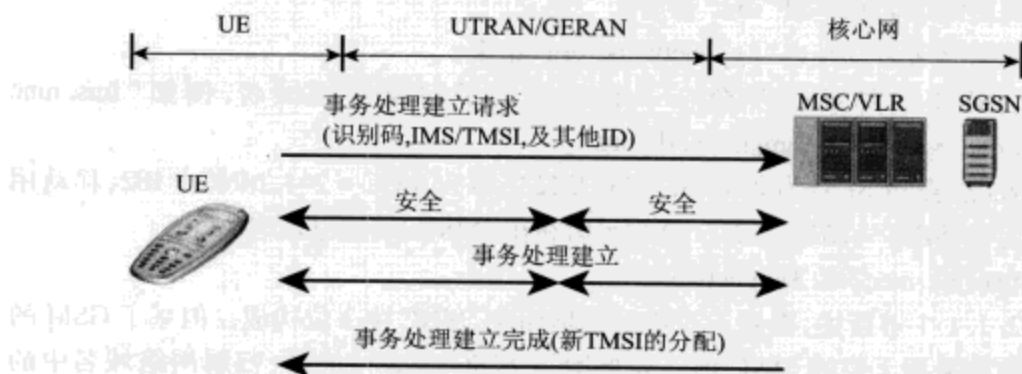 UE
UTRAN/GERAN
核心网
事务处理建立请求
(识别码,IMS/TMSI,及其他ID)
MSC/VLR
SGSN
UE
安全
安全
事务处理建立
事务处理建立完成(新TMSI的分配)